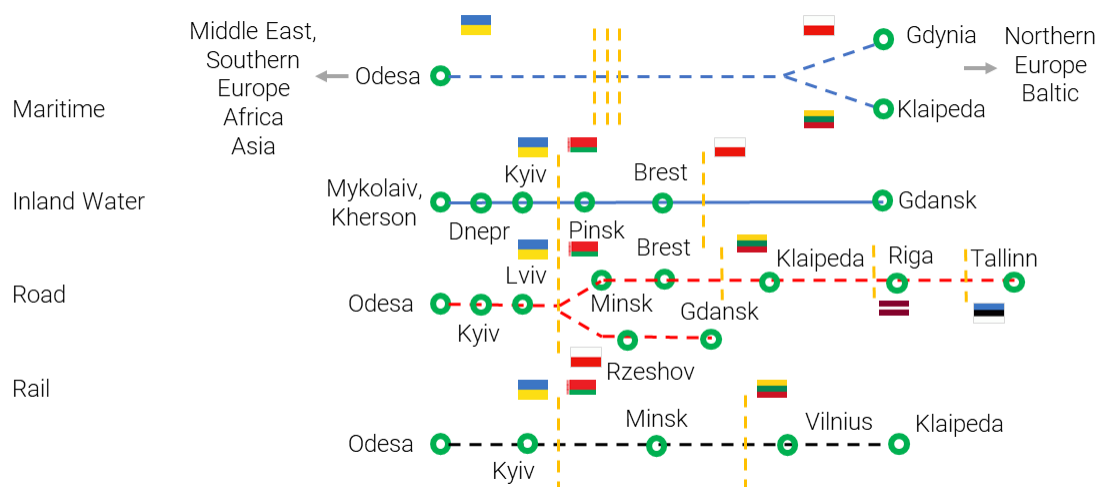 Middle East,
Southern
Europe
Africa
Asia
Odesa
Gdynia
Klaipeda
Northern
Europe
Baltic
Maritime
Inland Water
Mykolaiv,
Kherson
Dnepr
Kyiv
Pinsk
Brest
Gdansk
Road
Odesa
Kyiv
Lviv
Minsk
Brest
Klaipeda
Riga
Tallinn
Rzeshov
Gdansk
Rail
Odesa
Kyiv
Minsk
Vilnius
Klaipeda